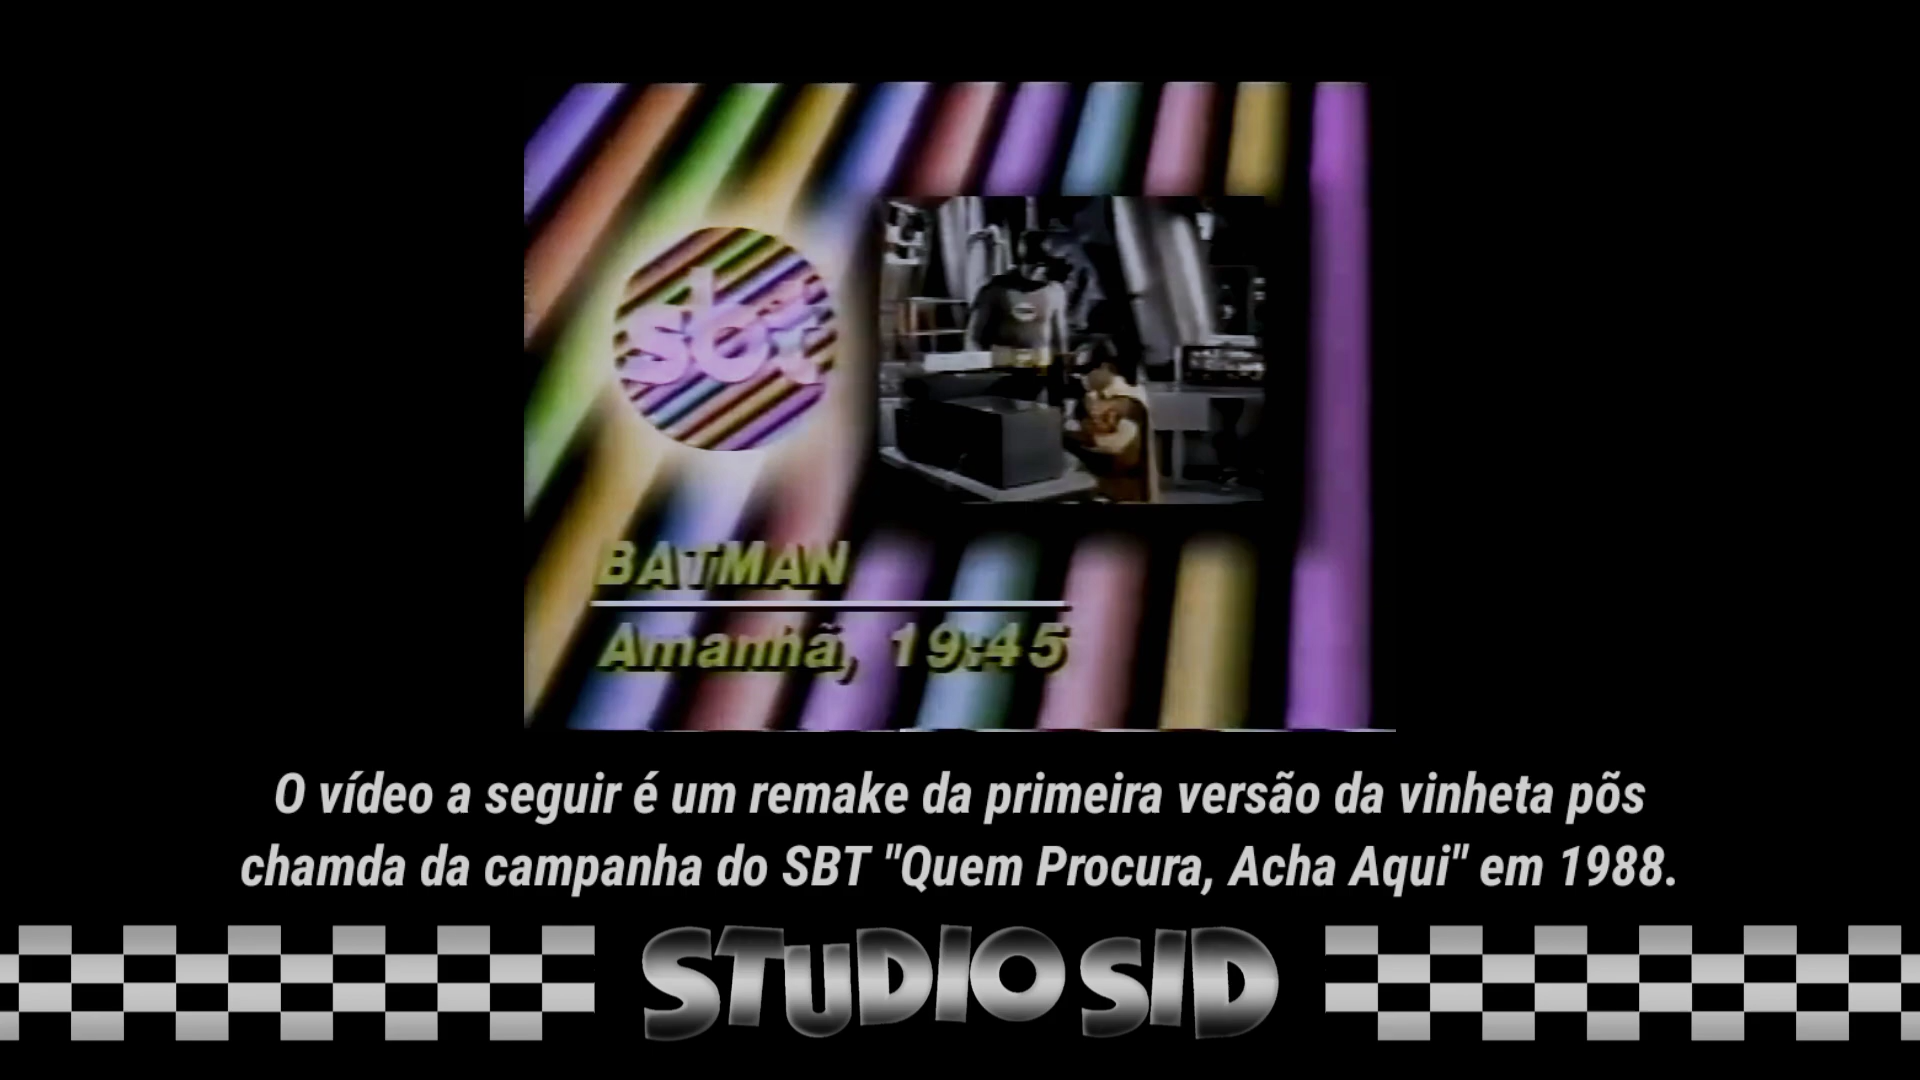 sbt
BATMAN
Amanhã, 19:45
O vídeo a seguir é um remake da primeira versão da vinheta põs
chamda da campanha do SBT "Quem Procura, Acha Aqui" em 1988.
STUDIO SID